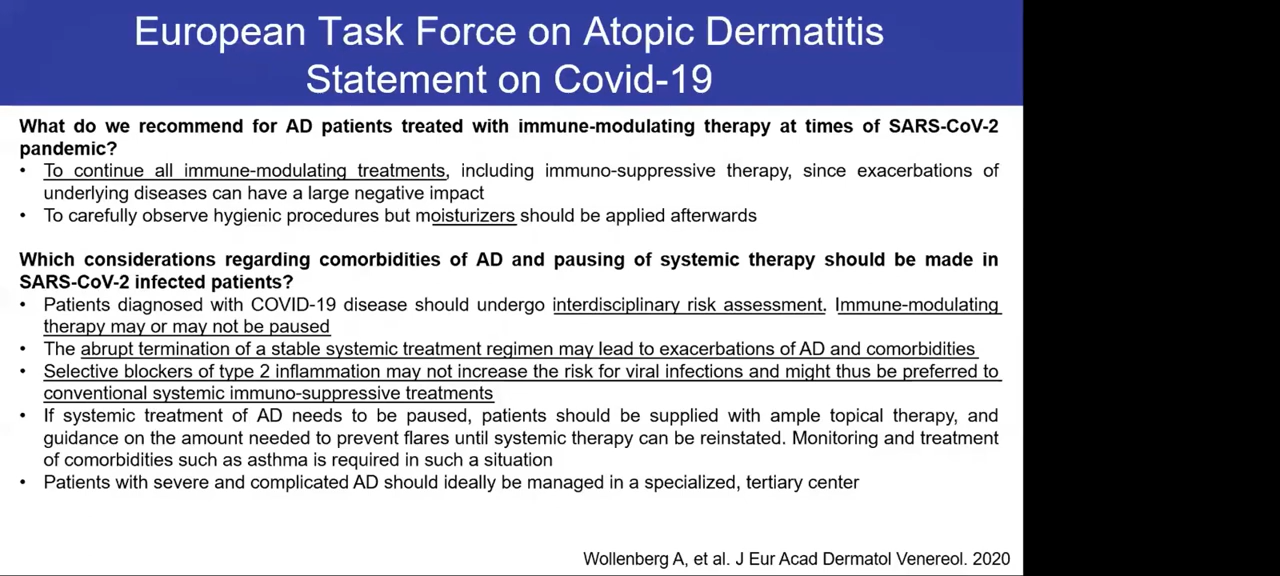 European Task Force on Atopic Dermatitis
Statement on Covid-19
What do we recommend for AD patients treated with immune-modulating therapy at times of SARS-CoV-2
pandemic?
• To continue all immune-modulating treatments, including immuno-suppressive therapy, since exacerbations of
underlying diseases can have a large negative impact
• To carefully observe hygienic procedures but moisturizers should be applied afterwards
Which considerations regarding comorbidities of AD and pausing of systemic therapy should be made in
SARS-CoV-2 infected patients?
• Patients diagnosed with COVID-19 disease should undergo interdisciplinary risk assessment. Immune-modulating
therapy may or may not be paused
• The abrupt termination of a stable systemic treatment regimen may lead to exacerbations of AD and comorbidities
• Selective blockers of type 2 inflammation may not increase the risk for viral infections and might thus be preferred to
conventional systemic immuno-suppressive treatments
• If systemic treatment of AD needs to be paused, patients should be supplied with ample topical therapy, and
guidance on the amount needed to prevent flares until systemic therapy can be reinstated. Monitoring and treatment
of comorbidities such as asthma is required in such a situation
• Patients with severe and complicated AD should ideally be managed in a specialized, tertiary center
Wollenberg A, et al. J Eur Acad Dermatol Venereol. 2020